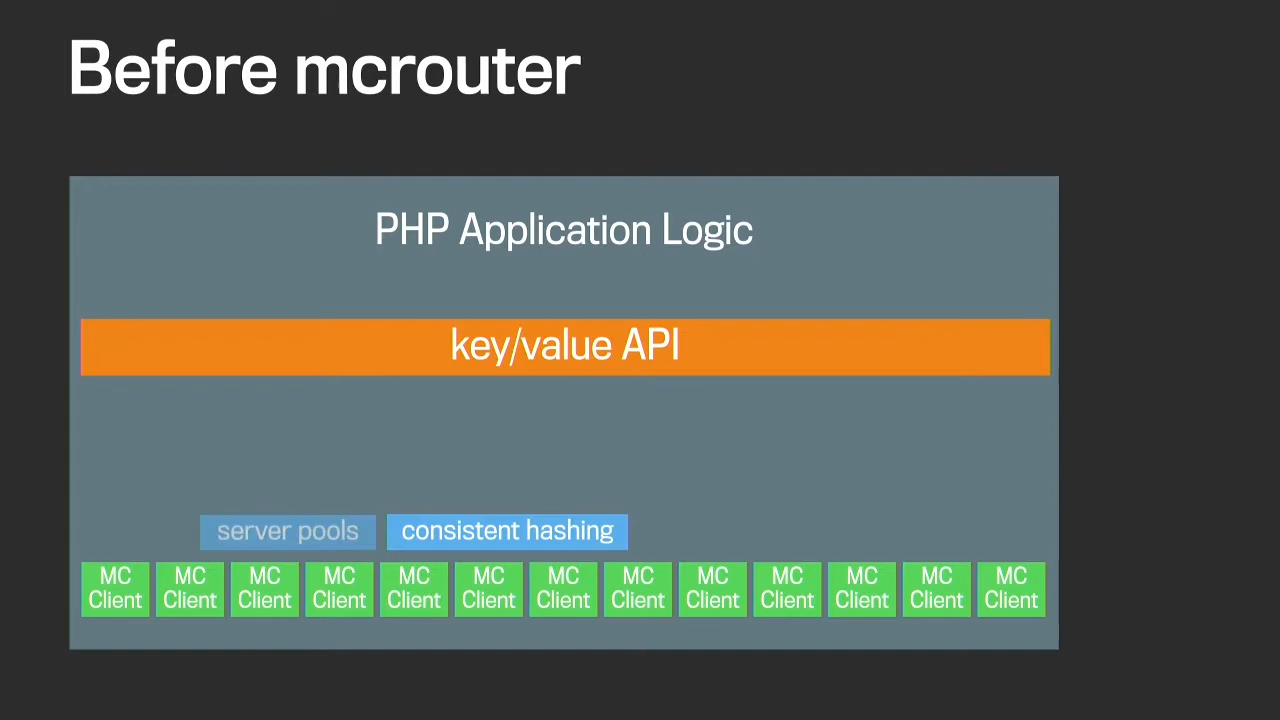 Before mcrouter
PHP Application Logic
key/value API
server pools
consistent hashing
MC
Client
MC
Client
MC
Client
MC
Client
MC
Client
MC
Client
MC
Client
MC
Client
MC
Client
MC
Client
MC
Client
MC
Client
MC
Client